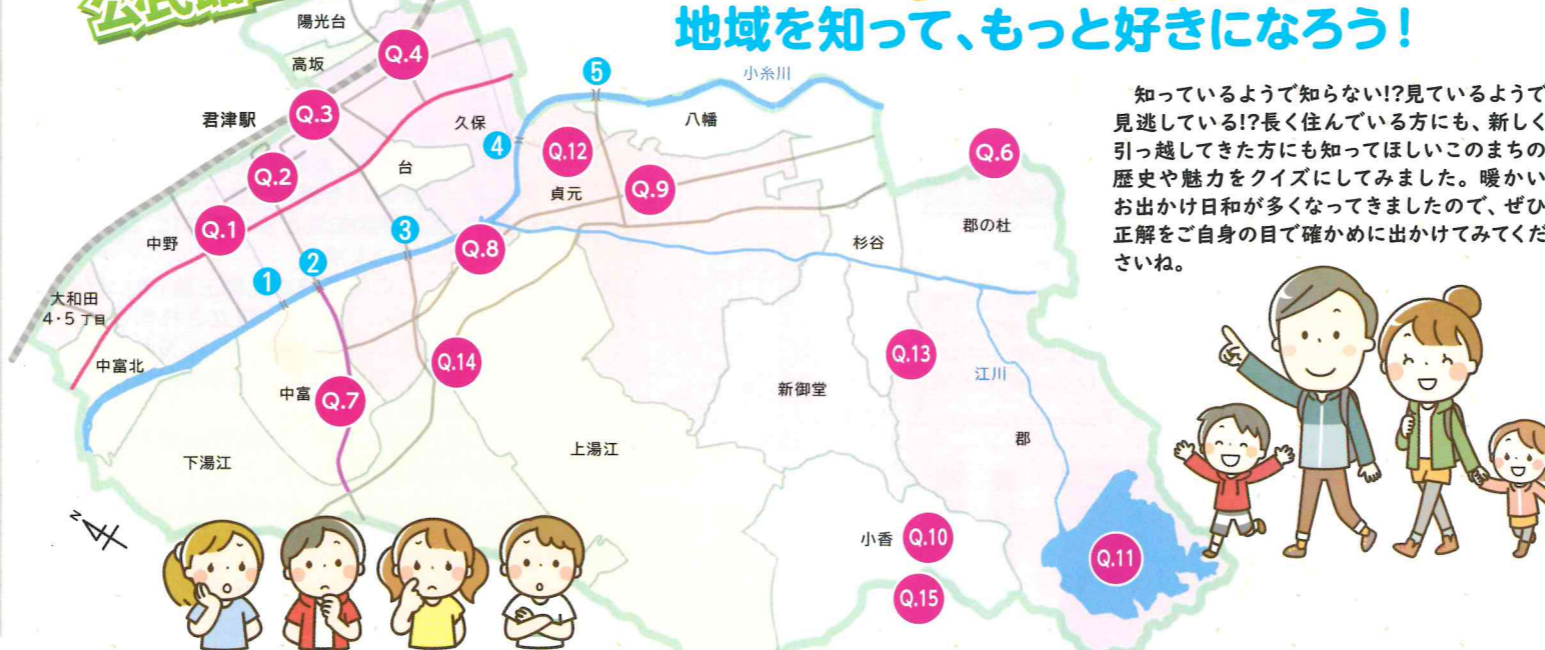 公民館
地域を知って、もっと好きになろう!
知っているようで知らない!?見ているようで
見逃している!?長く住んでいる方にも、新しく
引っ越してきた方にも知ってほしいこのまちの
歴史や魅力をクイズにしてみました。暖かい
お出かけ日和が多くなってきましたので、ぜひ
正解をご自身の目で確かめに出かけてみてくだ
さいね。
陽光台
Q.4
高坂
君津駅
Q.3
5
小糸川
久保
八幡
4
Q.12
Q.6
Q.2
台
貞元
Q.9
中野
Q.1
3
Q.8
杉谷
郡の杜
1
2
大和田
4・5丁目
中富北
Q.14
Q.13
中富
Q.7
新御堂
江川
下湯江
上湯江
郡
N
小香
Q.10
Q.11
Q.15